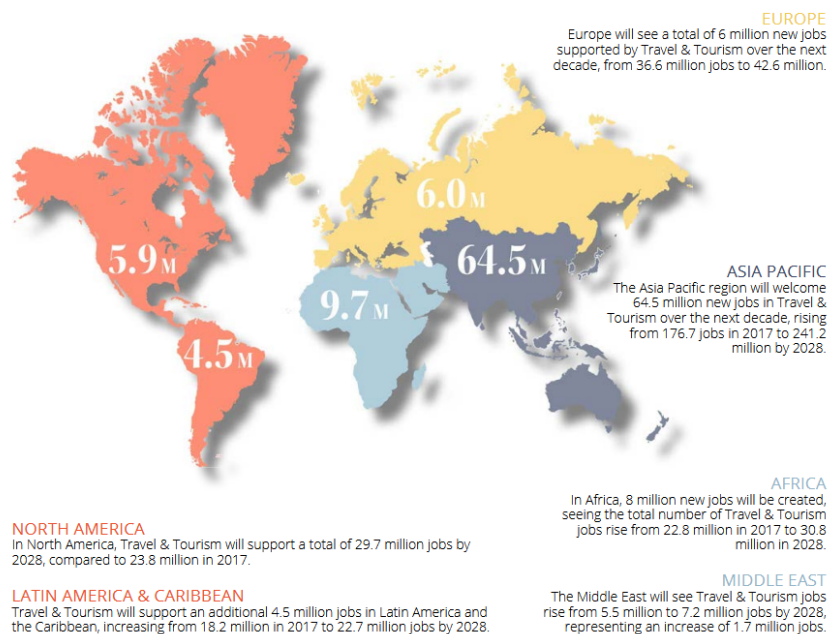 EUROPE
Europe will see a total of 6 million new jobs
supported by Travel & Tourism over the next
decade, from 36.6 million jobs to 42.6 million.
6.0 M
5.9 M
64.5 M
9.7 M
4.5 M
ASIA PACIFIC
The Asia Pacific region will welcome
64.5 million new jobs in Travel &
Tourism over the next decade, rising
from 176.7 jobs in 2017 to 241.2
million by 2028.
AFRICA
In Africa, 8 million new jobs will be created,
seeing the total number of Travel & Tourism
jobs rise from 22.8 million in 2017 to 30.8
million in 2028.
NORTH AMERICA
In North America, Travel & Tourism will support a total of 29.7 million jobs by
2028, compared to 23.8 million in 2017.
MIDDLE EAST
The Middle East will see Travel & Tourism jobs
rise from 5.5 million to 7.2 million jobs by 2028,
representing an increase of 1.7 million jobs.
LATIN AMERICA & CARIBBEAN
Travel & Tourism will support an additional 4.5 million jobs in Latin America and
the Caribbean, increasing from 18.2 million in 2017 to 22.7 million jobs by 2028.